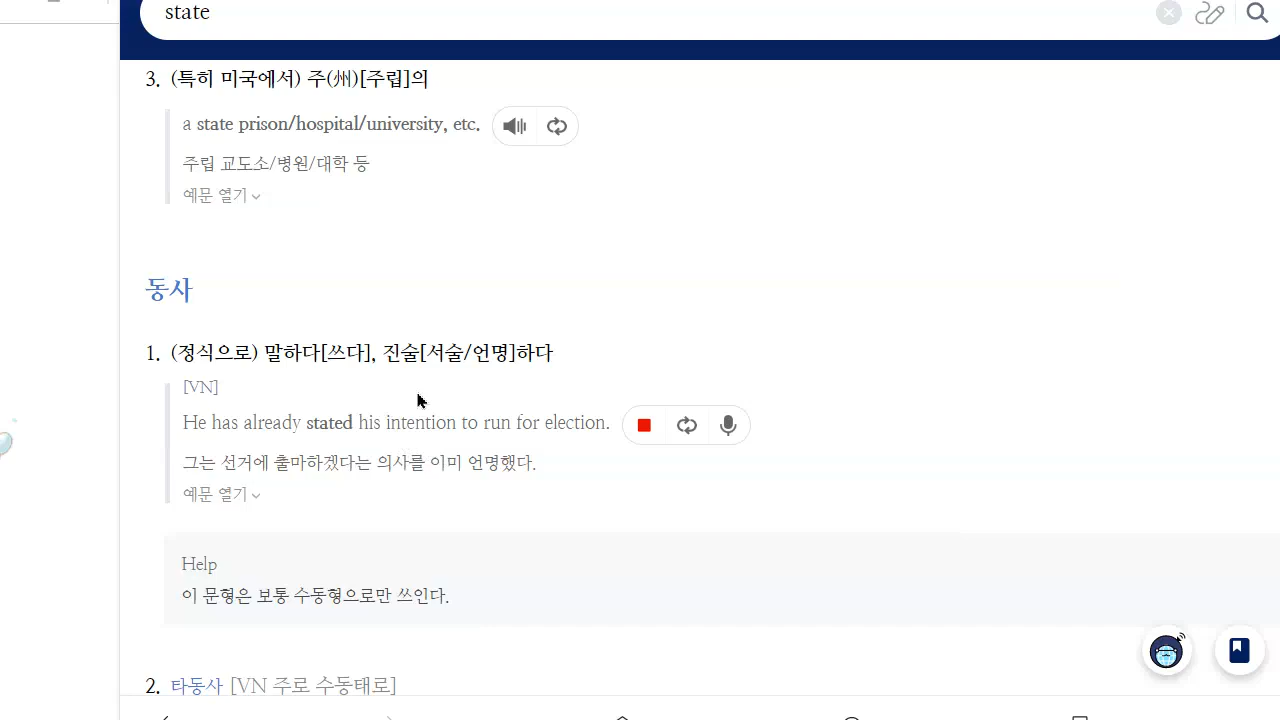 state
3. (특히 미국에서) 주(州)[주립]의
a state prison/hospital/university, etc.
주립 교도소/병원/대학 등
예문 열기
동사
1. (정식으로) 말하다[쓰다], 진술[서술/언명]하다
[VN]
He has already stated his intention to run for election.
그는 선거에 출마하겠다는 의사를 이미 언명했다.
예문 열기
Help
이 문형은 보통 수동형으로만 쓰인다.
2. 타동사 [VN 주로 수동태로]